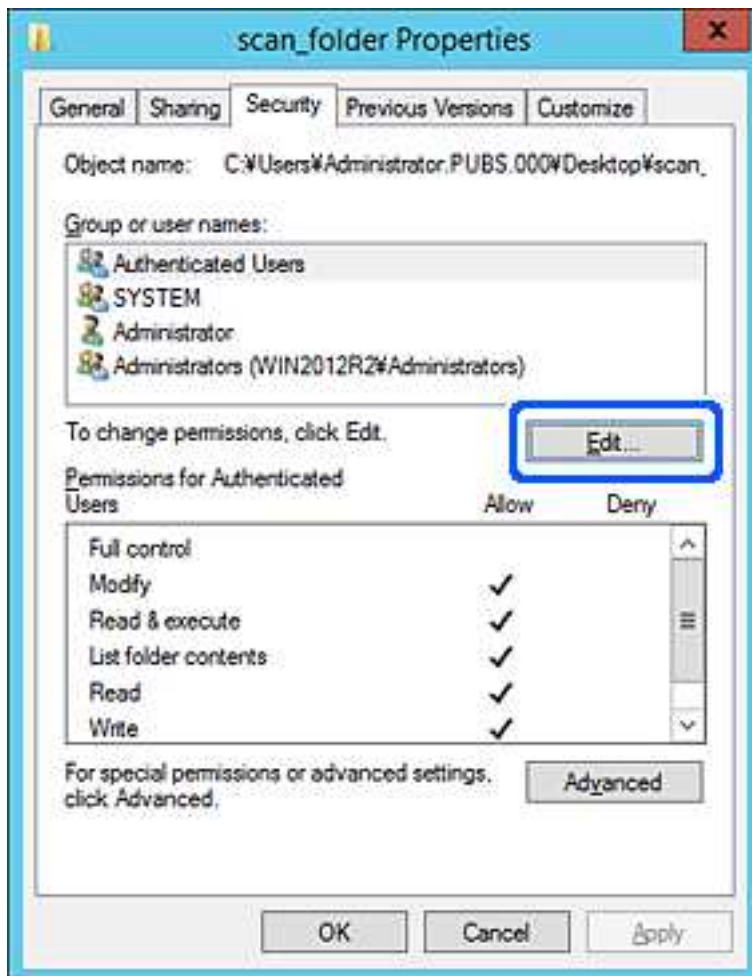 scan_folder Properties
General Sharing Security Previous Versions Customize
Object name: C:¥Users¥Administrator.PUBS.000¥Desktop¥scan_
Group or user names:
Authenticated Users
SYSTEM
Administrator
Administrators (WIN2012R2¥Administrators)
To change permissions, click Edit.
Edit...
Permissions for Authenticated
Users Allow Deny
Full control
Modify
Read & execute
List folder contents
Read
Write
For special permissions or advanced settings,
click Advanced.
Advanced
OK Cancel Apply